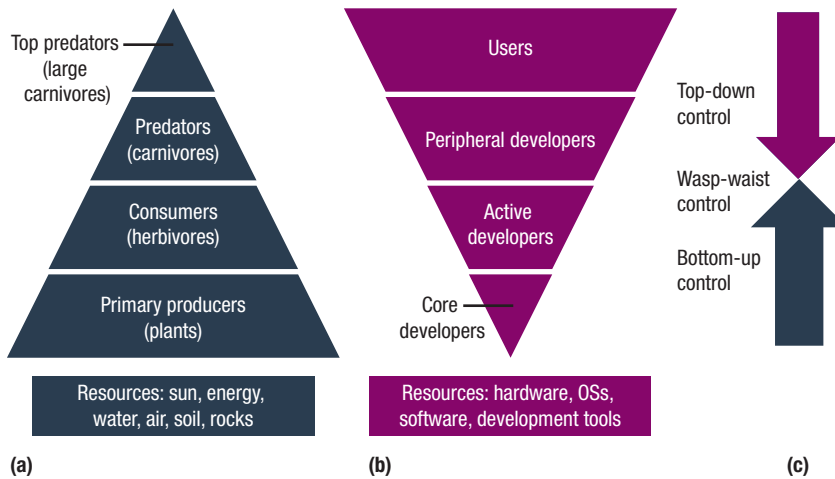 Top predators
(large
carnivores)
Predators
(carnivores)
Consumers
(herbivores)
Primary producers
(plants)
Resources: sun, energy,
water, air, soil, rocks
(a)
Users
Peripheral developers
Active
developers
Core
developers
Resources: hardware, OSs,
software, development tools
(b)
Top-down
control
Wasp-waist
control
Bottom-up
control
(c)